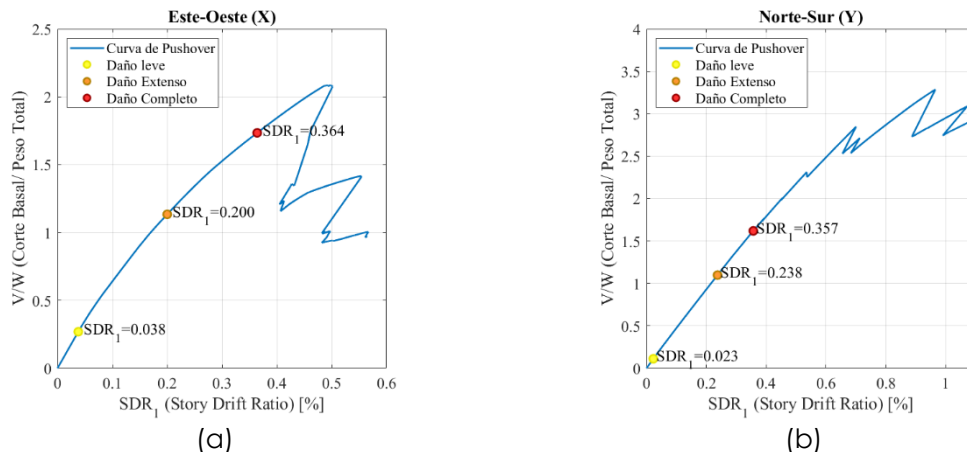 Este-Oeste (X)
2.5
2
1.5
1
0.5
0
V/W (Corte Basal/ Peso Total)
Curva de Pushover
Daño leve
Daño Extenso
Daño Completo
SDR1=0.364
SDR1=0.200
SDR1=0.038
0 0.1 0.2 0.3 0.4 0.5 0.6
SDR1 (Story Drift Ratio) [%]
(a)
Norte-Sur (Y)
4
3.5
3
2.5
2
1.5
1
0.5
0
V/W (Corte Basal/ Peso Total)
Curva de Pushover
Daño leve
Daño Extenso
Daño Completo
SDR1=0.357
SDR1=0.238
SDR1=0.023
0 0.2 0.4 0.6 0.8 1
SDR1 (Story Drift Ratio) [%]
(b)